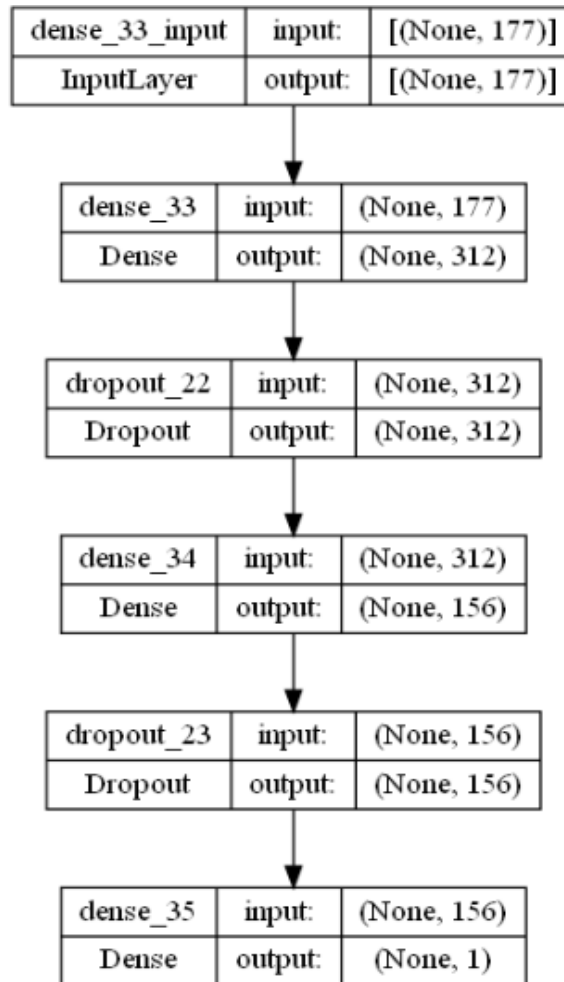 dense_33_input input: [(None, 177)]
InputLayer output: [(None, 177)]
dense_33 input: (None, 177)
Dense output: (None, 312)
dropout_22 input: (None, 312)
Dropout output: (None, 312)
dense_34 input: (None, 312)
Dense output: (None, 156)
dropout_23 input: (None, 156)
Dropout output: (None, 156)
dense_35 input: (None, 156)
Dense output: (None, 1)